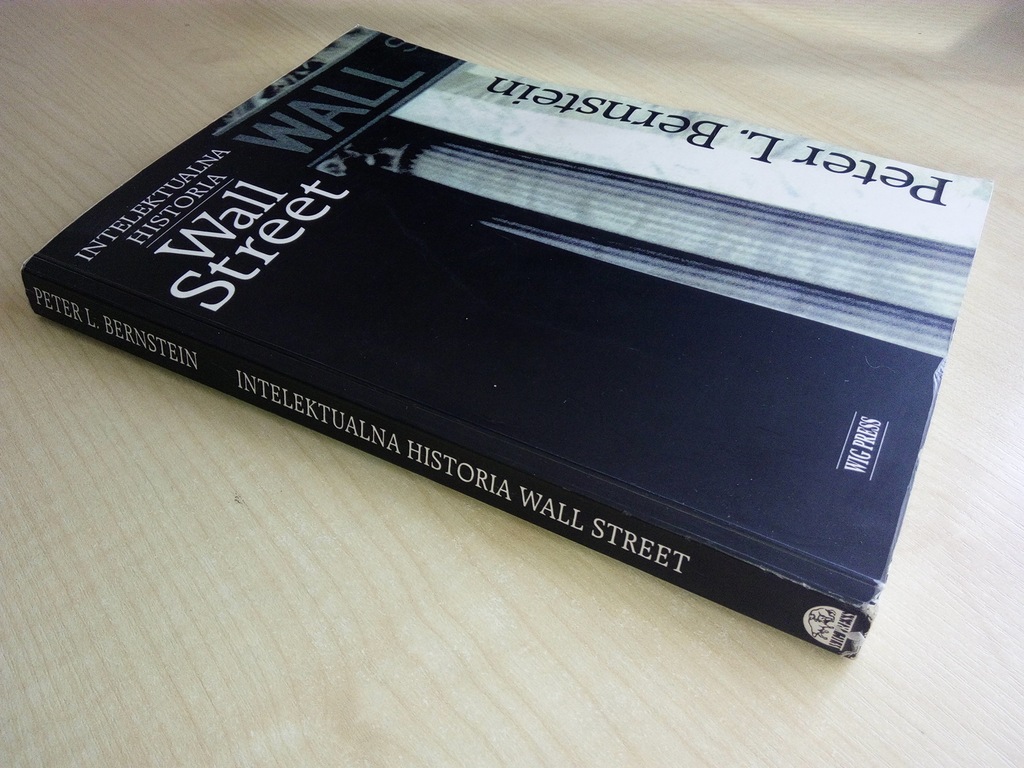 INTELEKTUALNA
HISTORIA
Wall
Street
WALL S
Peter L. Bernstein
WIG PRESS
PETER L. BERNSTEIN INTELEKTUALNA HISTORIA WALL STREET